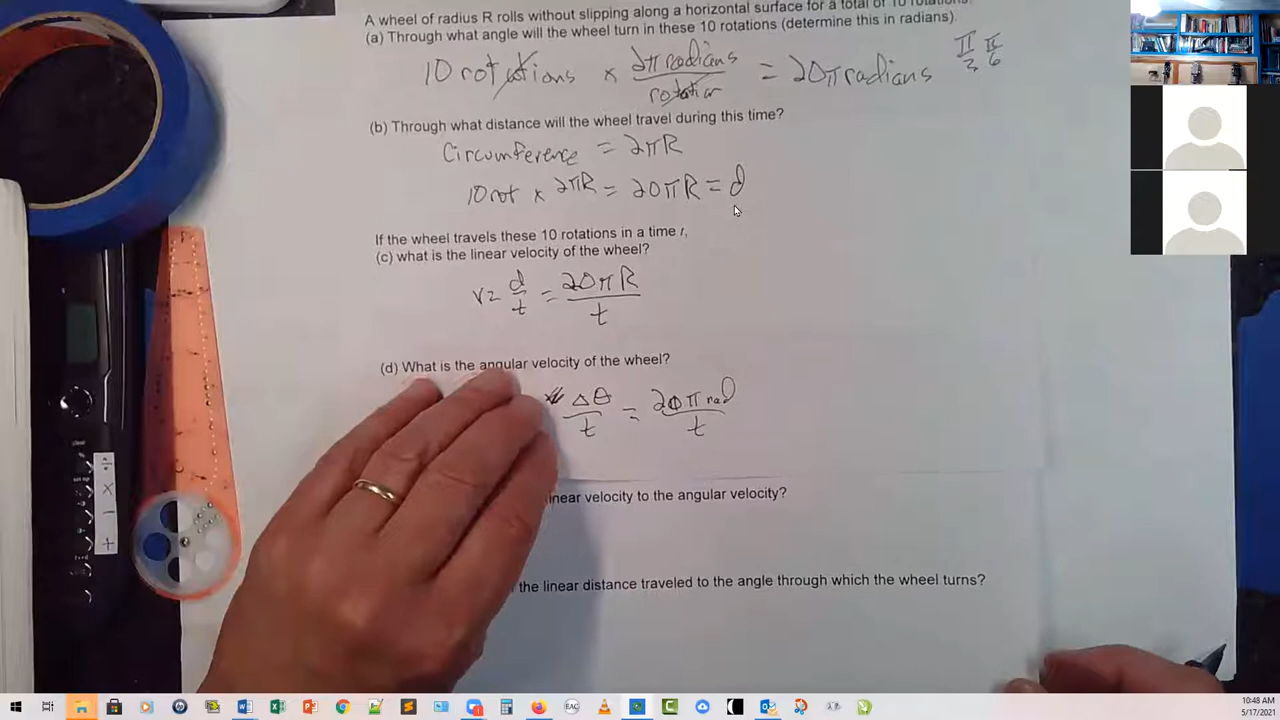 A wheel of radius R rolls without slipping along a horizontal surface for a total of 10 rotations.
(a) Through what angle will the wheel turn in these 10 rotations (determine this in radians).
10 rotations × 2π radians / rotation = 20π radians π/3 π/6
(b) Through what distance will the wheel travel during this time?
Circumference = 2πR
10 rot × 2πR = 20πR = d
If the wheel travels these 10 rotations in a time t,
(c) what is the linear velocity of the wheel?
v = d/t = 20πR/t
(d) What is the angular velocity of the wheel?
Δθ/t = 20π rad/t
linear velocity to the angular velocity?
the linear distance traveled to the angle through which the wheel turns?
10:48 AM
5/17/2021